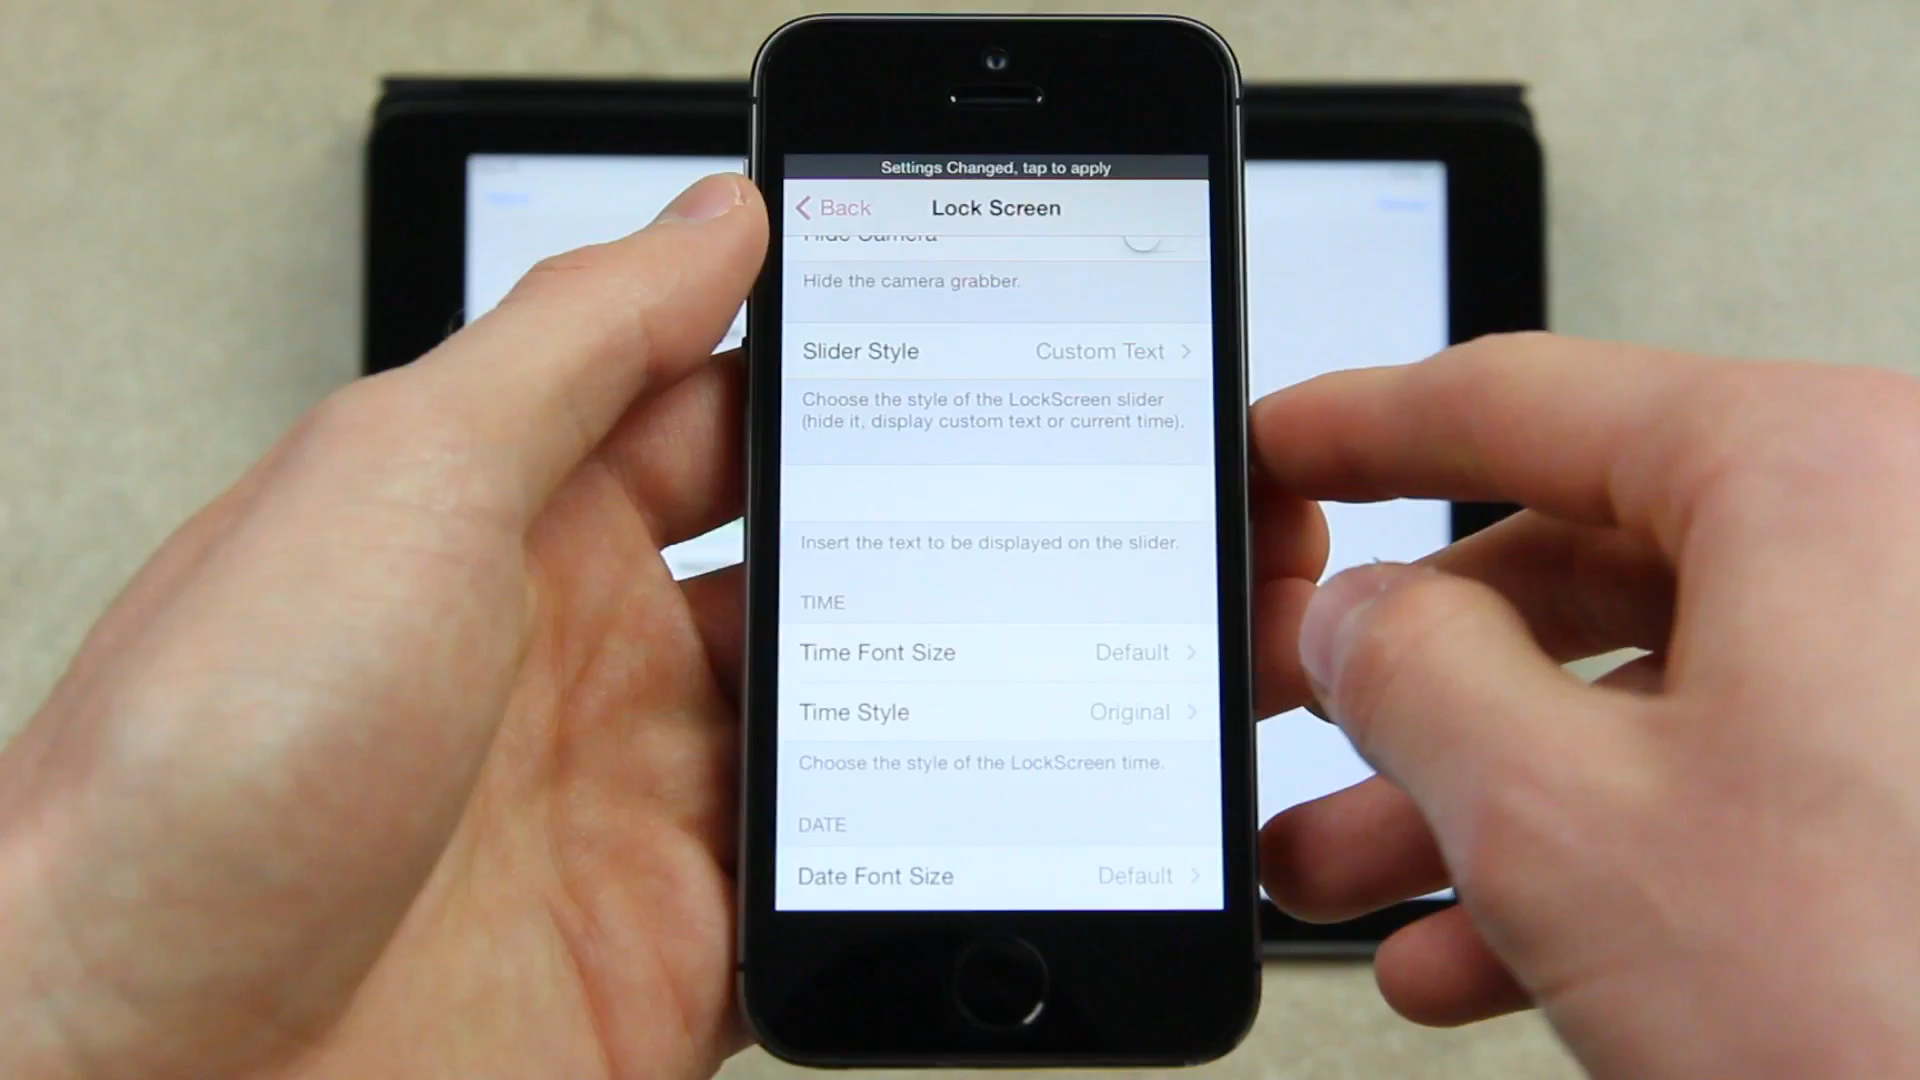 Settings Changed, tap to apply
Back
Lock Screen
Hide Camera
Hide the camera grabber.
Slider Style
Custom Text
Choose the style of the LockScreen slider
(hide it, display custom text or current time).
Insert the text to be displayed on the slider.
TIME
Time Font Size
Default
Time Style
Original
Choose the style of the LockScreen time.
DATE
Date Font Size
Default